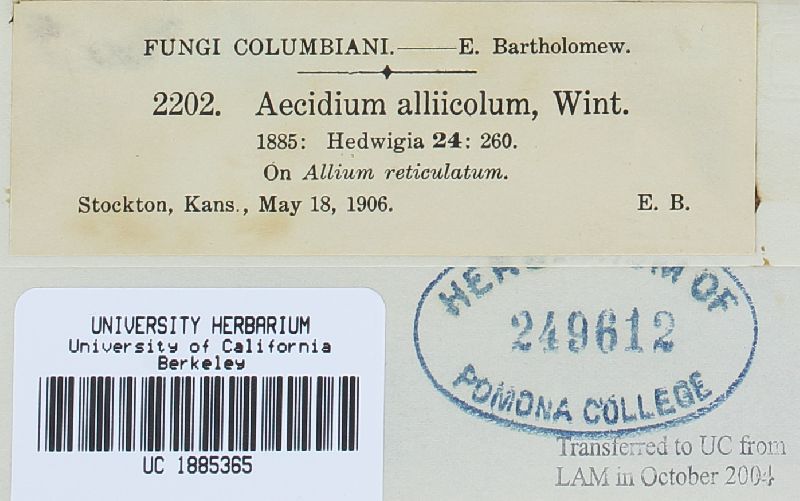 FUNGI COLUMBIANI.——E. Bartholomew.
2202. Aecidium alliicolum, Wint.
1885: Hedwigia 24: 260.
On Allium reticulatum.
Stockton, Kans., May 18, 1906. E. B.
UNIVERSITY HERBARIUM
University of California
Berkeley
UC 1885365
OF
249612
POMONA COLLEGE
Transferred to UC from
LAM in October 2004